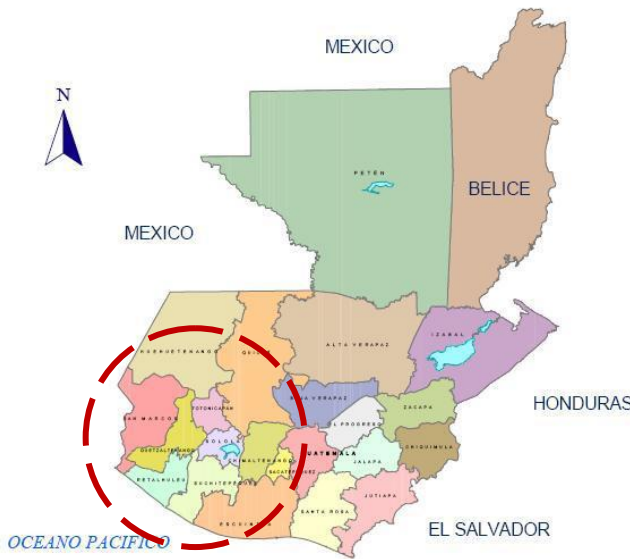 MEXICO
N
PETÉN
BELICE
MEXICO
IZABAL
ALTA VERAPAZ
HUEHUETENANGO
QUICHE
BAJA VERAPAZ
HONDURAS
ZACAPA
TOTONICAPAN
SAN MARCOS
EL PROGRESO
CHIQUIMULA
SOLOLA
QUETZALTENANGO
CHIMALTENANGO
GUATEMALA
JALAPA
SACATEPEQUEZ
RETALHULEU
SUCHITEPEQUEZ
JUTIAPA
SANTA ROSA
ESCUINTLA
EL SALVADOR
OCEANO PACIFICO